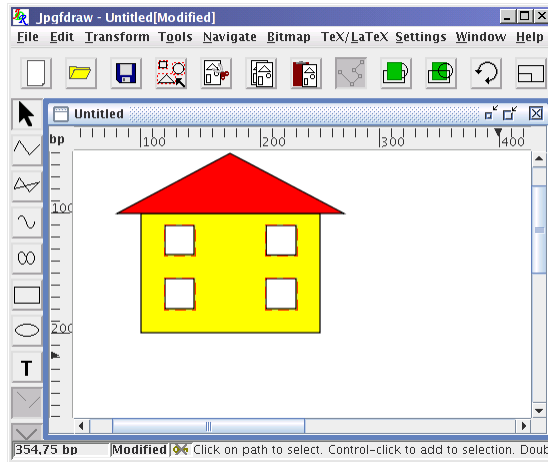 Jpgfdraw - Untitled[Modified]
File Edit Transform Tools Navigate Bitmap TeX/LaTeX Settings Window Help
Untitled
bp
100 200 300 400
100
200
T
354,75 bp Modified Click on path to select. Control-click to add to selection. Doub